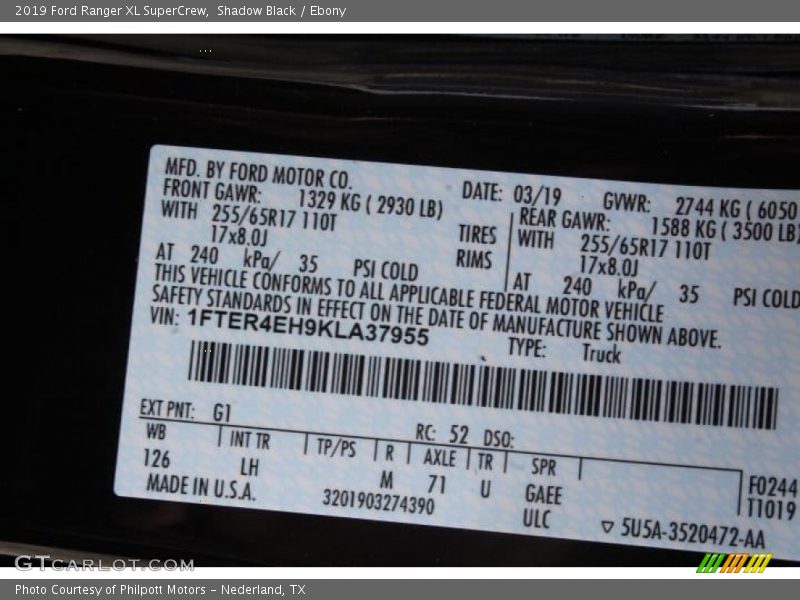 2019 Ford Ranger XL SuperCrew, Shadow Black / Ebony
MFD. BY FORD MOTOR CO.
DATE: 03/19 GVWR: 2744 KG ( 6050
FRONT GAWR: 1329 KG ( 2930 LB)
REAR GAWR: 1588 KG ( 3500 LB)
WITH 255/65R17 110T TIRES WITH 255/65R17 110T
17x8.0J RIMS 17x8.0J
AT 240 kPa/ 35 PSI COLD AT 240 kPa/ 35 PSI COLD
THIS VEHICLE CONFORMS TO ALL APPLICABLE FEDERAL MOTOR VEHICLE
SAFETY STANDARDS IN EFFECT ON THE DATE OF MANUFACTURE SHOWN ABOVE.
VIN: 1FTER4EH9KLA37955
TYPE: Truck
EXT PNT: G1 RC: 52 DSO:
WB INT TR TP/PS R AXLE TR SPR
126 LH M 71 U GAEE F0244
MADE IN U.S.A. 3201903274390 ULC T1019
5U5A-3520472-AA
GTCARLOT.COM
Photo Courtesy of Philpott Motors - Nederland, TX